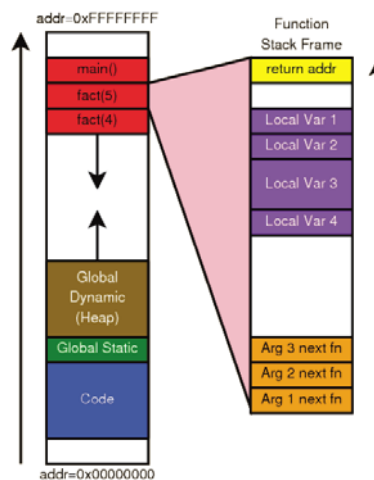 addr=0xFFFFFFFF
main()
fact(5)
fact(4)
Global
Dynamic
(Heap)
Global Static
Code
addr=0x00000000
Function
Stack Frame
return addr
Local Var 1
Local Var 2
Local Var 3
Local Var 4
Arg 3 next fn
Arg 2 next fn
Arg 1 next fn